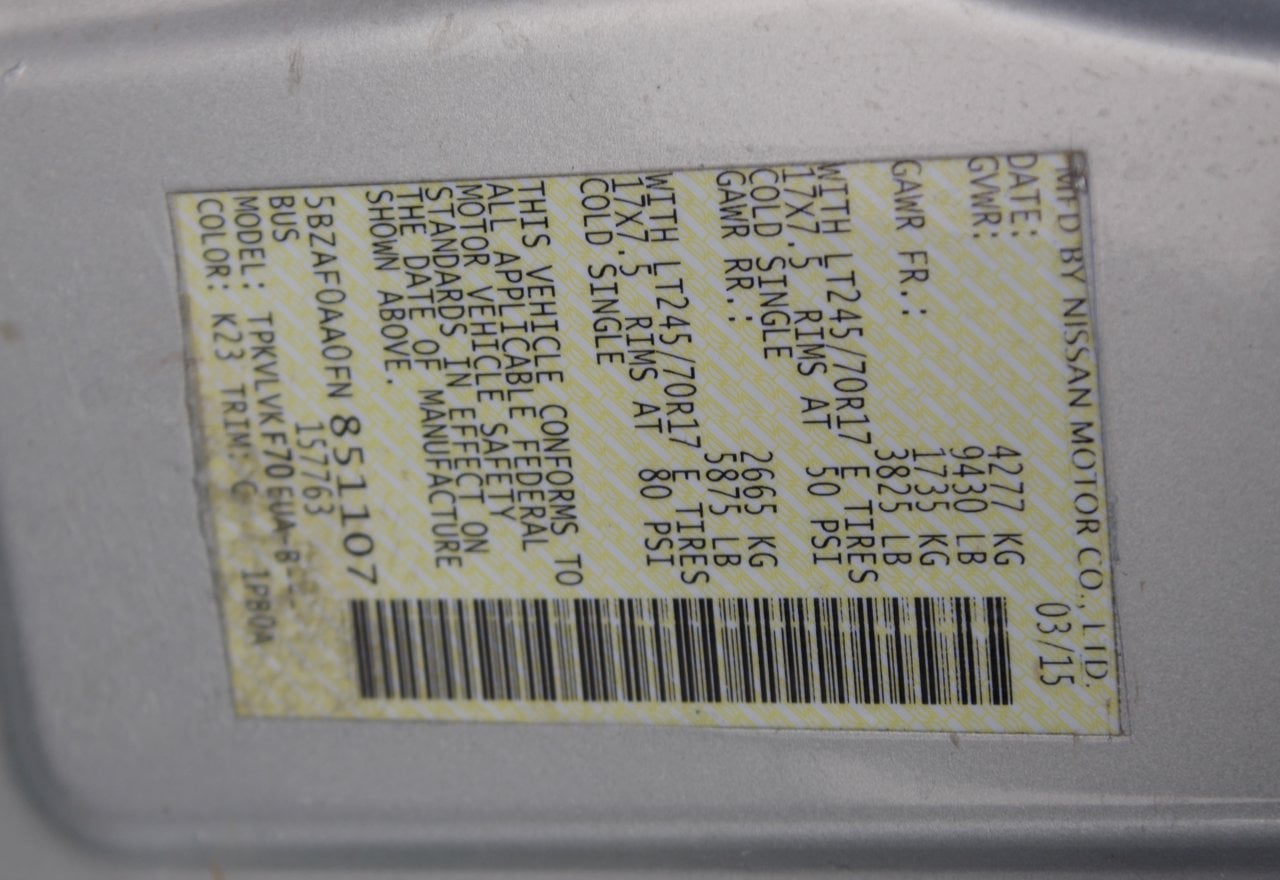 MFD BY NISSAN MOTOR CO., LTD.
DATE: 03/15
GVWR: 4277 KG
9430 LB
GAWR FR.: 1735 KG
3825 LB
WITH LT245/70R17 E TIRES
17X7.5 RIMS AT 50 PSI
COLD SINGLE
GAWR RR.: 2665 KG
5875 LB
WITH LT245/70R17 E TIRES
17X7.5 RIMS AT 80 PSI
COLD SINGLE
THIS VEHICLE CONFORMS TO
ALL APPLICABLE FEDERAL
MOTOR VEHICLE SAFETY
STANDARDS IN EFFECT ON
THE DATE OF MANUFACTURE
SHOWN ABOVE.
5BZAF0AA0FN 851107
BUS 157763
MODEL: TPKVLVKF70EUA-B
COLOR: K23 TRIM: G 1PB0A